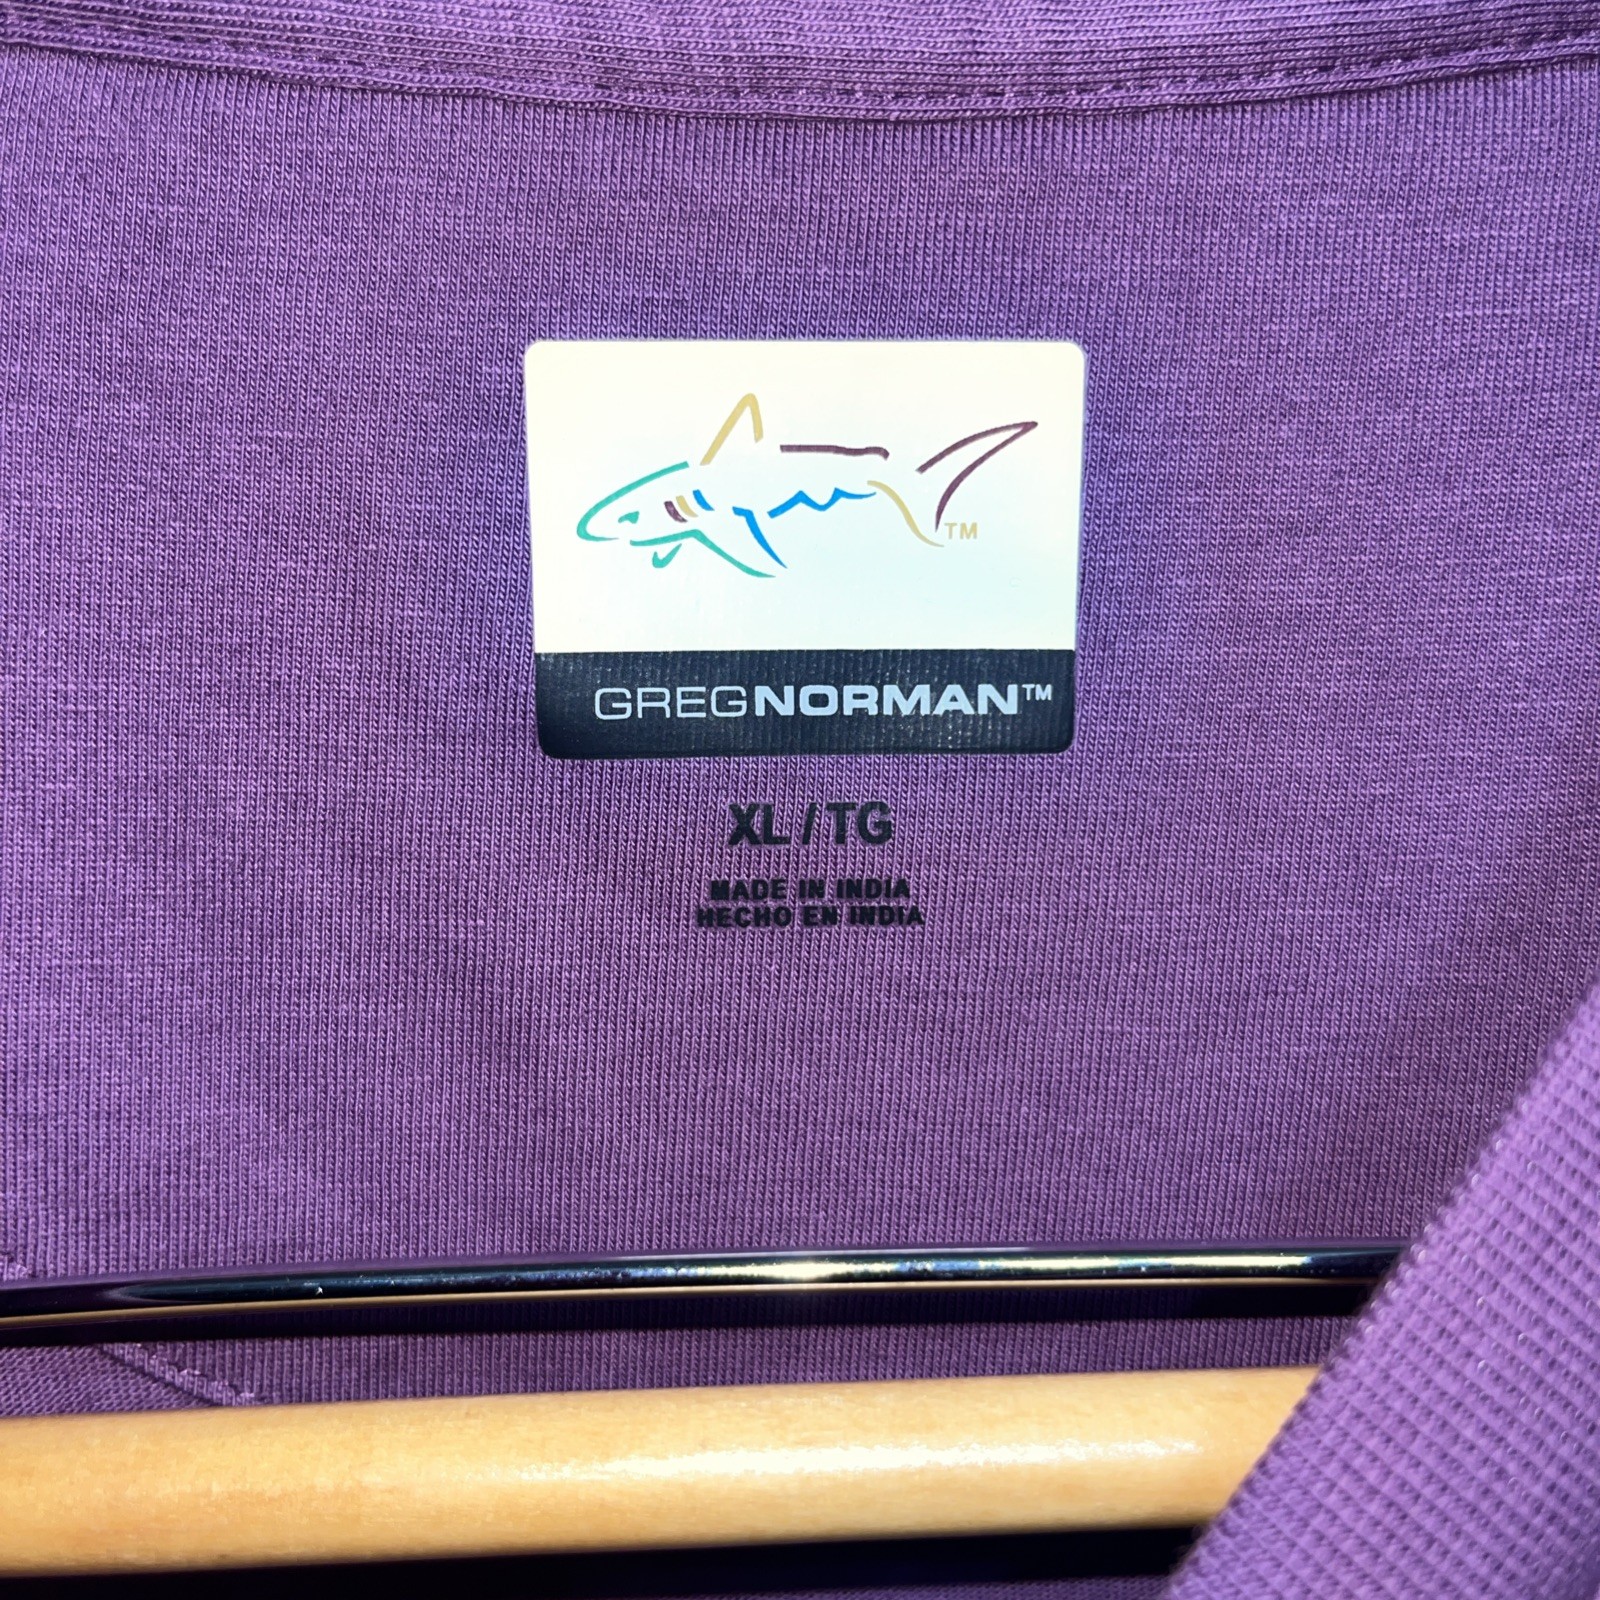 TM
GREGNORMAN™
XL / TG
MADE IN INDIA
HECHO EN INDIA